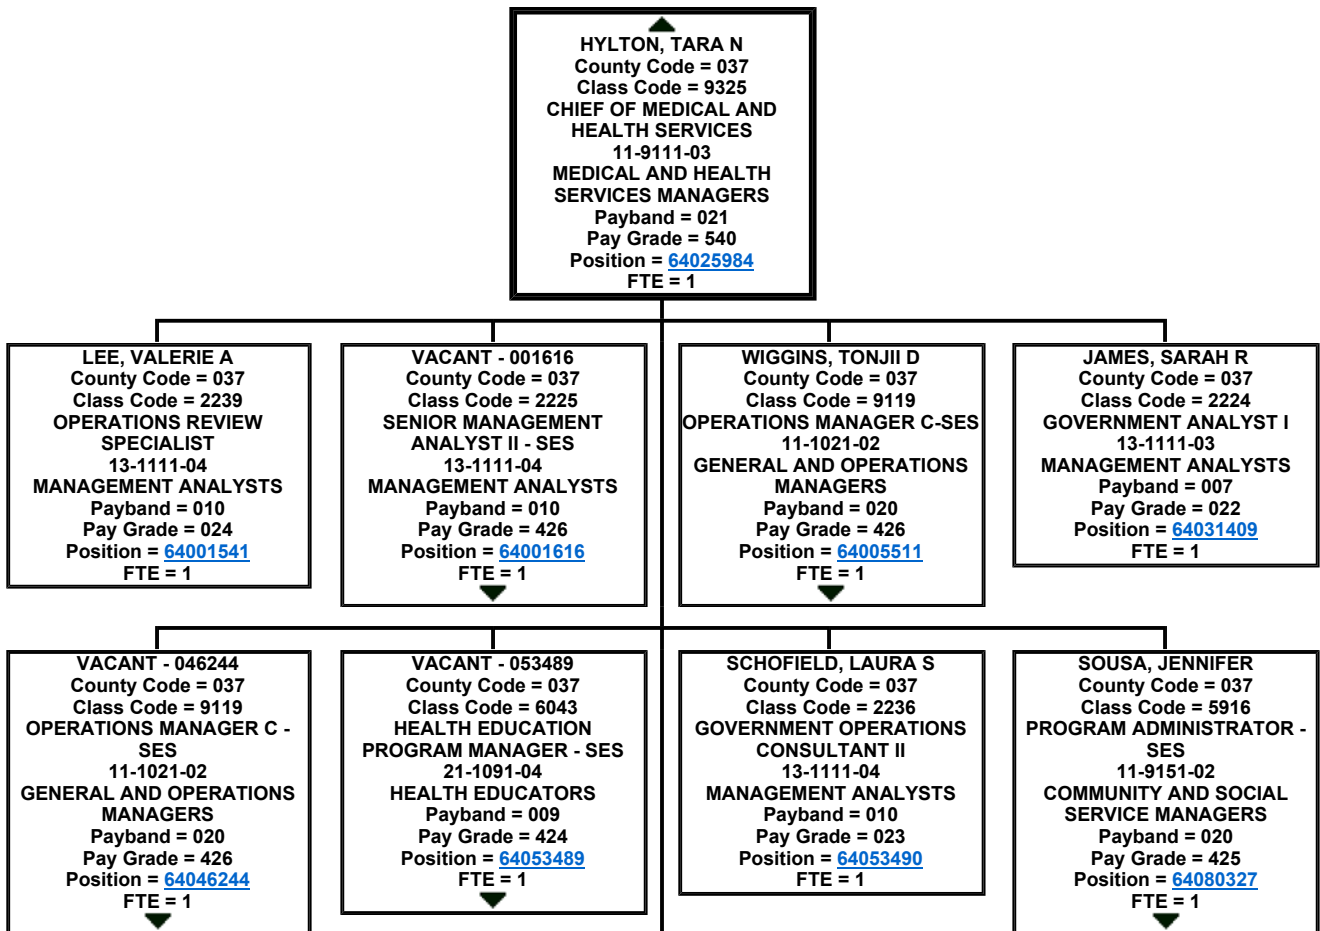 HYLTON, TARA N
County Code = 037
Class Code = 9325
CHIEF OF MEDICAL AND
HEALTH SERVICES
11-9111-03
MEDICAL AND HEALTH
SERVICES MANAGERS
Payband = 021
Pay Grade = 540
Position = 64025984
FTE = 1
LEE, VALERIE A
County Code = 037
Class Code = 2239
OPERATIONS REVIEW
SPECIALIST
13-1111-04
MANAGEMENT ANALYSTS
Payband = 010
Pay Grade = 024
Position = 64001541
FTE = 1
VACANT - 001616
County Code = 037
Class Code = 2225
SENIOR MANAGEMENT
ANALYST II - SES
13-1111-04
MANAGEMENT ANALYSTS
Payband = 010
Pay Grade = 426
Position = 64001616
FTE = 1
WIGGINS, TONJII D
County Code = 037
Class Code = 9119
OPERATIONS MANAGER C-SES
11-1021-02
GENERAL AND OPERATIONS
MANAGERS
Payband = 020
Pay Grade = 426
Position = 64005511
FTE = 1
JAMES, SARAH R
County Code = 037
Class Code = 2224
GOVERNMENT ANALYST I
13-1111-03
MANAGEMENT ANALYSTS
Payband = 007
Pay Grade = 022
Position = 64031409
FTE = 1
VACANT - 046244
County Code = 037
Class Code = 9119
OPERATIONS MANAGER C -
SES
11-1021-02
GENERAL AND OPERATIONS
MANAGERS
Payband = 020
Pay Grade = 426
Position = 64046244
FTE = 1
VACANT - 053489
County Code = 037
Class Code = 6043
HEALTH EDUCATION
PROGRAM MANAGER - SES
21-1091-04
HEALTH EDUCATORS
Payband = 009
Pay Grade = 424
Position = 64053489
FTE = 1
SCHOFIELD, LAURA S
County Code = 037
Class Code = 2236
GOVERNMENT OPERATIONS
CONSULTANT II
13-1111-04
MANAGEMENT ANALYSTS
Payband = 010
Pay Grade = 023
Position = 64053490
FTE = 1
SOUSA, JENNIFER
County Code = 037
Class Code = 5916
PROGRAM ADMINISTRATOR -
SES
11-9151-02
COMMUNITY AND SOCIAL
SERVICE MANAGERS
Payband = 020
Pay Grade = 425
Position = 64080327
FTE = 1